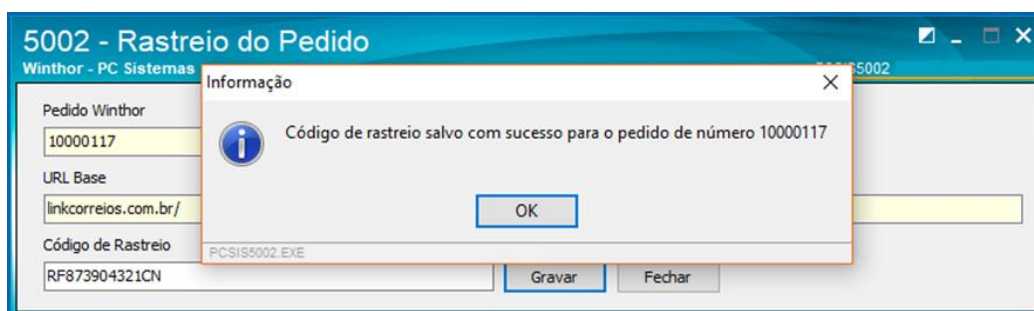 5002 - Rastreio do Pedido
Winthor - PC Sistemas
Informação
Pedido Winthor
10000117
Código de rastreio salvo com sucesso para o pedido de número 10000117
URL Base
linkcorreios.com.br/
OK
Código de Rastreio
PCSIS5002.EXE
RF873904321CN
Gravar
Fechar